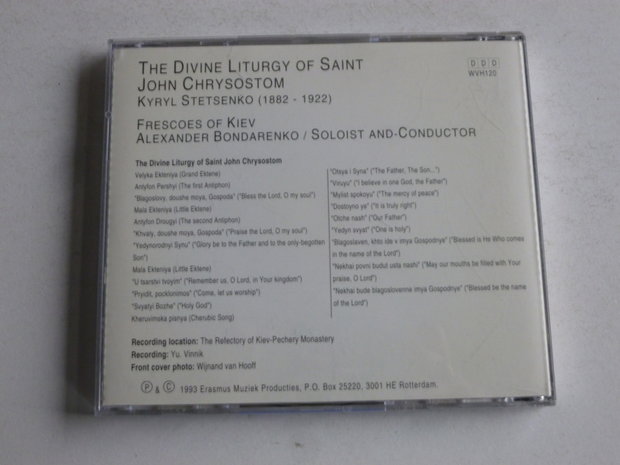 THE DIVINE LITURGY OF SAINT
JOHN CHRYSOSTOM
KYRYL STETSENKO (1882 - 1922)
DDD
WVH120
FRESCOES OF KIEV
ALEXANDER BONDARENKO / SOLOIST AND-CONDUCTOR
The Divine Liturgy of Saint John Chrysostom
Velyka Ekteniya (Grand Ektene)
Antyfon Pershyi (The first Antiphon)
"Blagoslovy, doushe moya, Gospoda" ("Bless the Lord, O my soul")
Mala Ekteniya (Little Ektene)
Antyfon Drougyi (The second Antiphon)
"Khvaly, doushe moya, Gospoda" ("Praise the Lord, O my soul")
"Yedynorodnyi Synu" ("Glory be to the Father and to the only-begotten
Son")
Mala Ekteniya (Little Ektene)
"U tsarstvi tvoyim" ("Remember us, O Lord, in Your kingdom")
"Pryidit, pocklonimos" ("Come, let us worship")
"Svyatyi Bozhe" ("Holy God")
Kheruvimska pisnya (Cherubic Song)
"Otsya i Syna" ("The Father, The Son...")
"Viruyu" ("I believe in one God, the Father")
"Mylist spokoyu" ("The mercy of peace")
"Dostoyno ye" ("It is truly right")
"Otche nash" ("Our Father")
"Yedyn svyat" ("One is holy")
"Blagoslaven, khto ide v imya Gospodnye" ("Blessed is He Who comes
in the name of the Lord")
"Nekhai povni budut usta nashi" ("May our mouths be filled with Your
praise, O Lord")
"Nekhai bude blagoslovenne imya Gospodnye" ("Blessed be the name
of the Lord")
Recording location: The Refectory of Kiev-Pechery Monastery
Recording: Yu. Vinnik
Front cover photo: Wijnand van Hooff
℗ & © 1993 Erasmus Muziek Producties, P.O. Box 25220, 3001 HE Rotterdam.